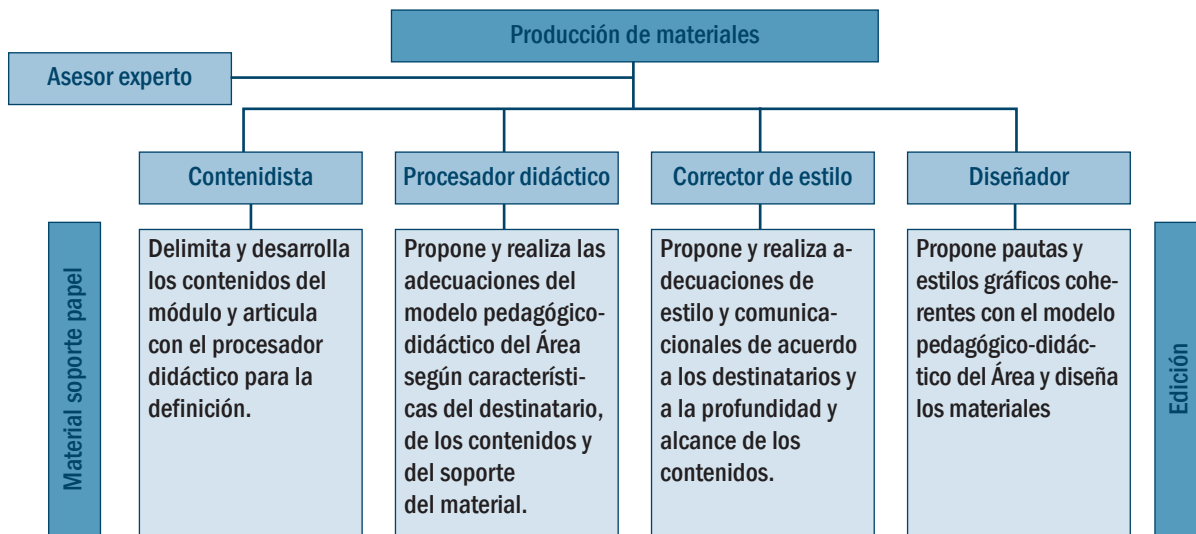 Producción de materiales
Asesor experto
Contenidista
Procesador didáctico
Corrector de estilo
Diseñador
Material soporte papel
Delimita y desarrolla
los contenidos del
módulo y articula
con el procesador
didáctico para la
definición.
Propone y realiza las
adecuaciones del
modelo pedagógico-
didáctico del Área
según característi-
cas del destinatario,
de los contenidos y
del soporte
del material.
Propone y realiza a-
decuaciones de
estilo y comunica-
cionales de acuerdo
a los destinatarios y
a la profundidad y
alcance de los
contenidos.
Propone pautas y
estilos gráficos cohe-
rentes con el modelo
pedagógico-didác-
tico del Área y diseña
los materiales
Edición